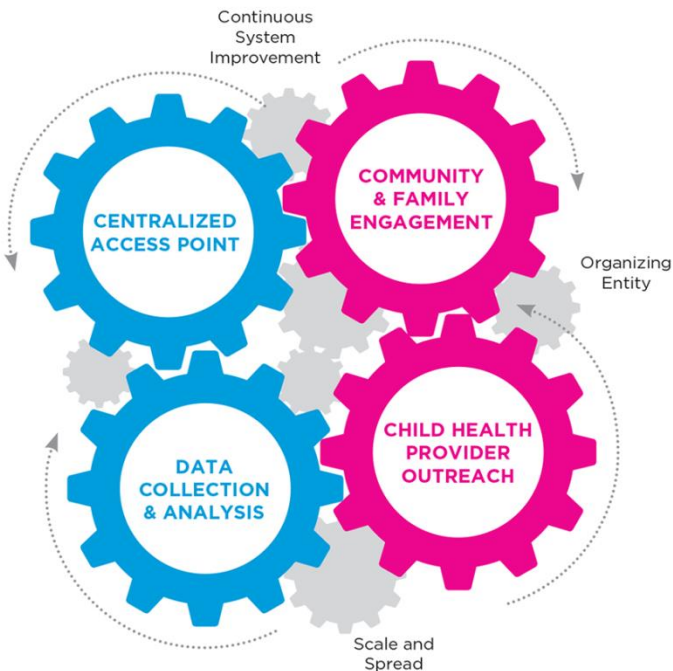 Continuous
System
Improvement
CENTRALIZED
ACCESS POINT
COMMUNITY
& FAMILY
ENGAGEMENT
Organizing
Entity
DATA
COLLECTION
& ANALYSIS
CHILD HEALTH
PROVIDER
OUTREACH
Scale and
Spread